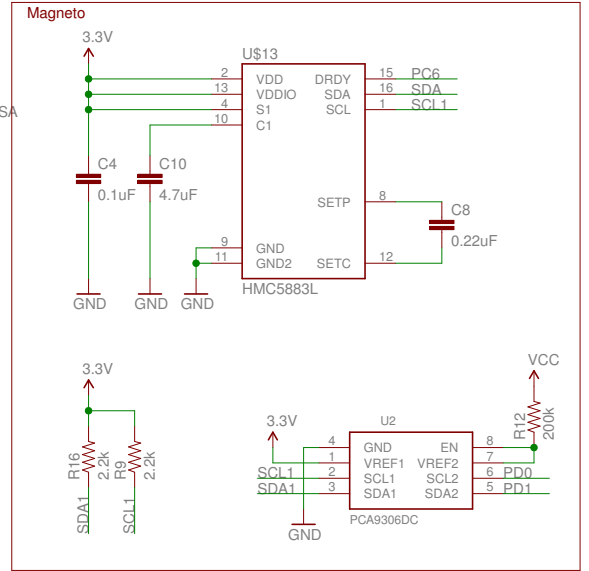 Magneto
3.3V
U$13
SA
2 VDD DRDY 15 PC6
13 VDDIO SDA 16 SDA
4 S1 SCL 1 SCL1
10 C1
C4 C10
0.1uF 4.7uF
SETP 8
C8
0.22uF
9 GND
11 GND2 SETC 12
HMC5883L
GND GND GND
3.3V
R16 2.2k R9 2.2k
SDA1 SCL1
VCC
R12 200k
3.3V
U2
4 GND EN 8
1 VREF1 VREF2 7
SCL1 2 SCL1 SCL2 6 PD0
SDA1 3 SDA1 SDA2 5 PD1
PCA9306DC
GND